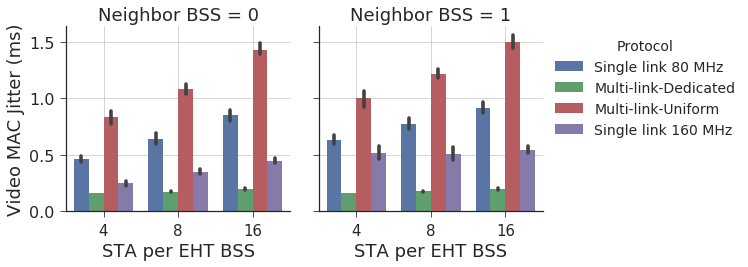 Neighbor BSS = 0
Neighbor BSS = 1
Video MAC Jitter (ms)
1.5
1.0
0.5
0.0
4
8
16
4
8
16
STA per EHT BSS
STA per EHT BSS
Protocol
Single link 80 MHz
Multi-link-Dedicated
Multi-link-Uniform
Single link 160 MHz